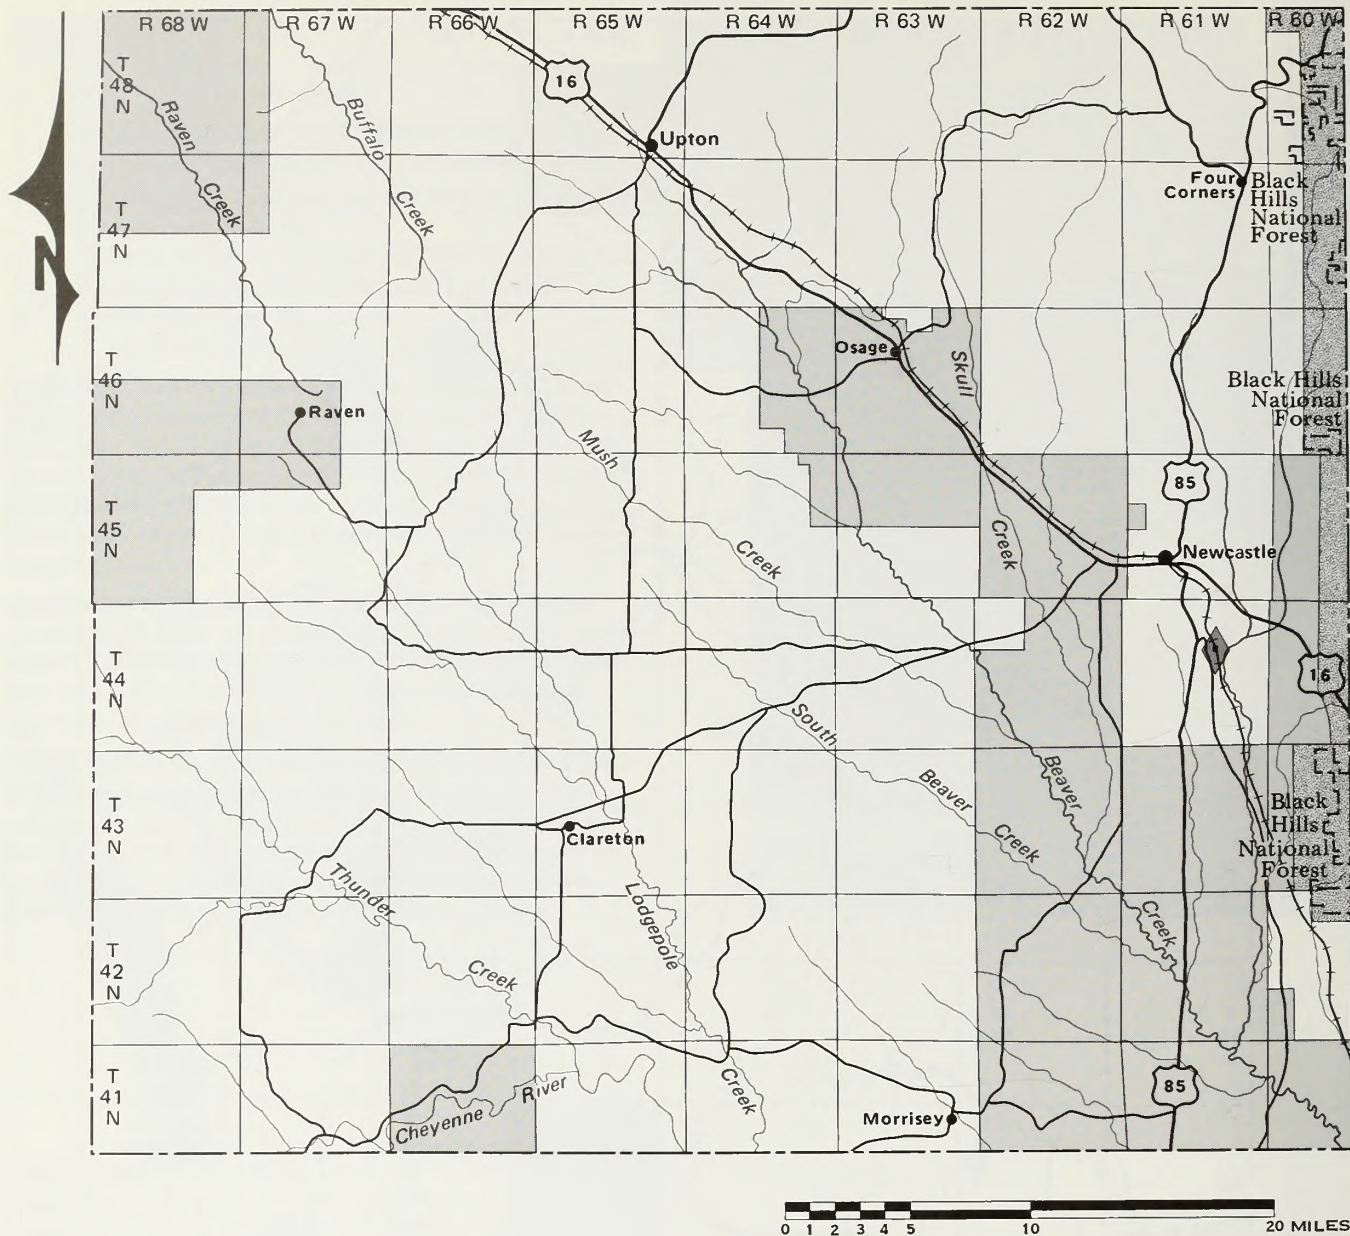 R 68 W R 67 W R 66 W R 65 W R 64 W R 63 W R 62 W R 61 W R 60 W
T
48
N
16
Raven
Creek
Buffalo
Creek
Upton
Four
Corners
Black
Hills
National
Forest
T
47
N
N
Osage
Skull
Creek
T
46
N
Raven
Black Hills
National
Forest
Mush
Creek
85
T
45
N
Newcastle
T
44
N
16
South
Beaver
Creek
Beaver
Creek
T
43
N
Clareton
Black
Hills
National
Forest
Thunder
Creek
Lodgepole
Creek
T
42
N
T
41
N
Cheyenne River
Morrisey
85
0 1 2 3 4 5 10 20 MILES